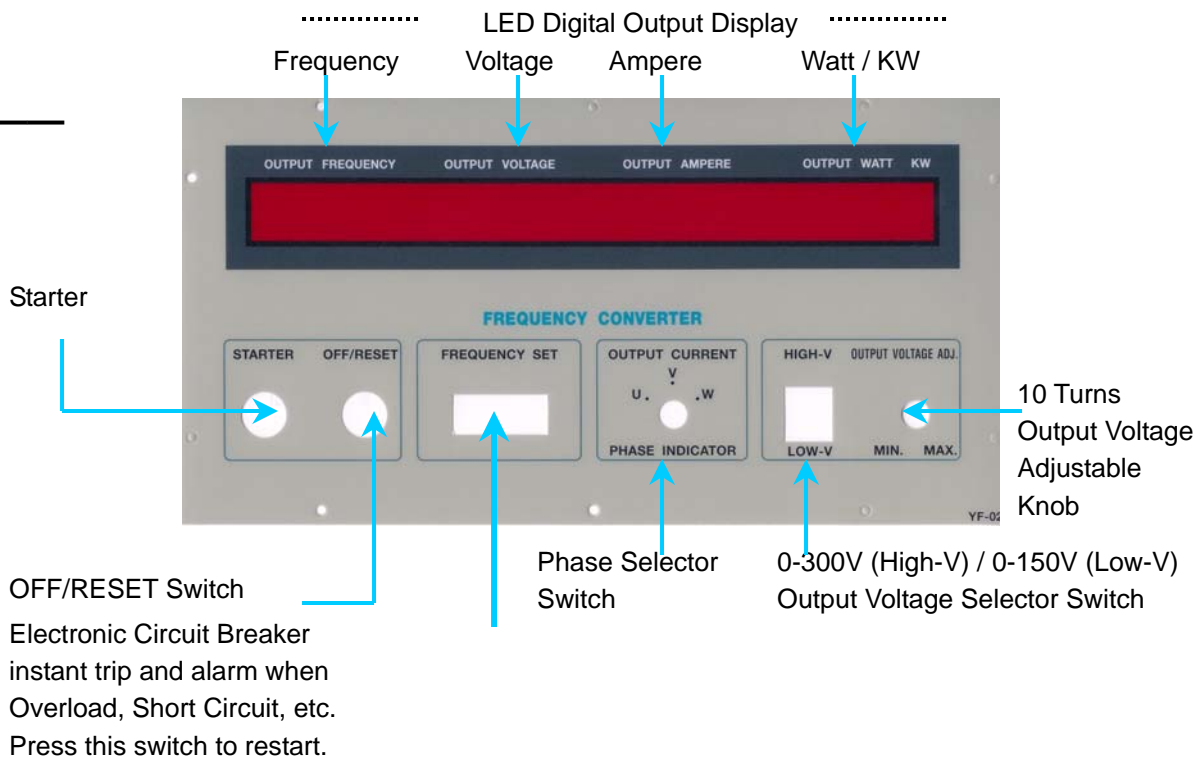 LED Digital Output Display
Frequency Voltage Ampere Watt / KW
OUTPUT FREQUENCY OUTPUT VOLTAGE OUTPUT AMPERE OUTPUT WATT KW
Starter
FREQUENCY CONVERTER
STARTER OFF/RESET FREQUENCY SET OUTPUT CURRENT HIGH-V OUTPUT VOLTAGE ADJ.
V
U. .W
PHASE INDICATOR LOW-V MIN. MAX.
10 Turns
Output Voltage
Adjustable
Knob
YF-02
Phase Selector
Switch
0-300V (High-V) / 0-150V (Low-V)
Output Voltage Selector Switch
OFF/RESET Switch
Electronic Circuit Breaker
instant trip and alarm when
Overload, Short Circuit, etc.
Press this switch to restart.